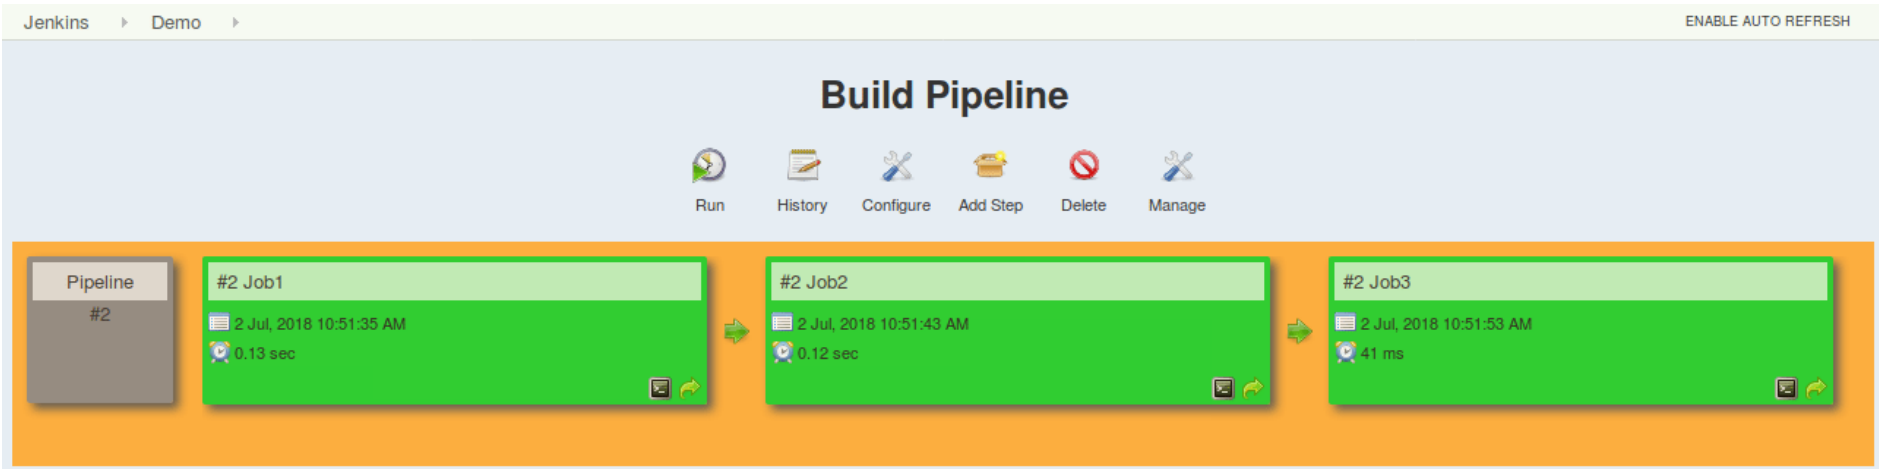 Jenkins Demo ENABLE AUTO REFRESH
Build Pipeline
Run History Configure Add Step Delete Manage
Pipeline
#2
#2 Job1
2 Jul, 2018 10:51:35 AM
0.13 sec
#2 Job2
2 Jul, 2018 10:51:43 AM
0.12 sec
#2 Job3
2 Jul, 2018 10:51:53 AM
41 ms